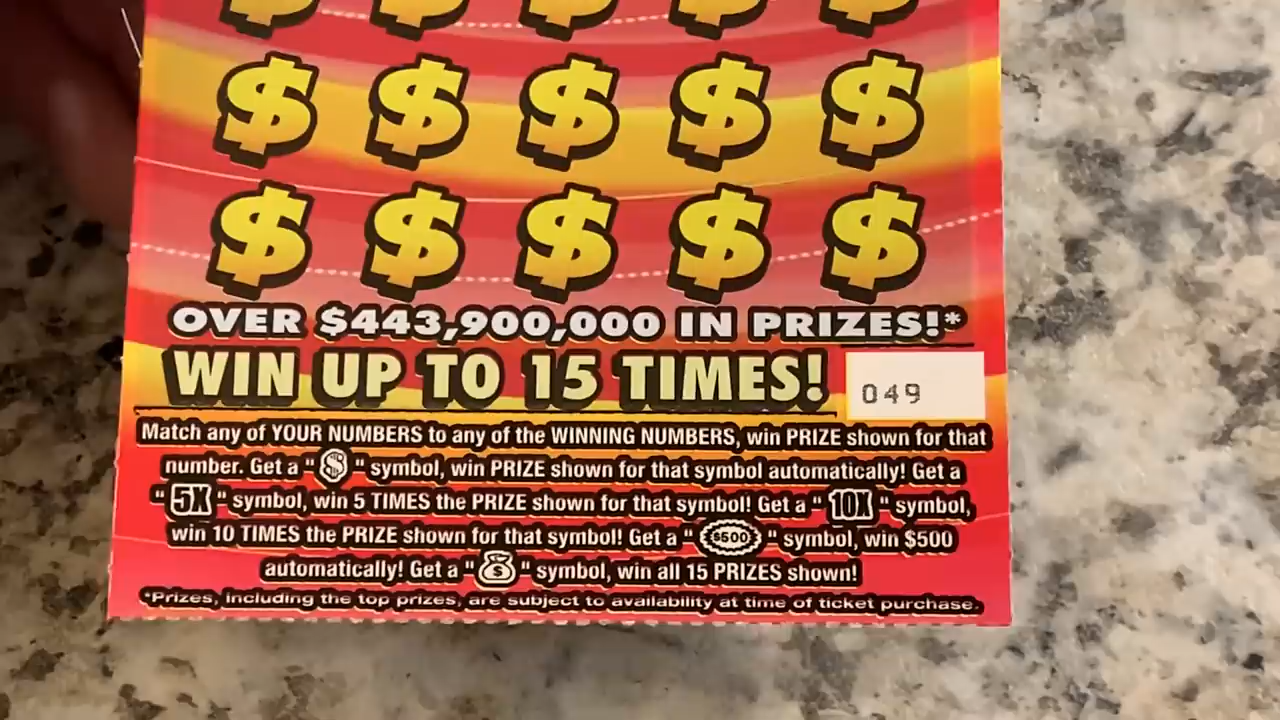 $ $ $ $ $
$ $ $ $ $
$ $ $ $ $
OVER $443,900,000 IN PRIZES!*
WIN UP TO 15 TIMES! 049
Match any of YOUR NUMBERS to any of the WINNING NUMBERS, win PRIZE shown for that
number. Get a "$" symbol, win PRIZE shown for that symbol automatically! Get a
"5X" symbol, win 5 TIMES the PRIZE shown for that symbol! Get a "10X" symbol,
win 10 TIMES the PRIZE shown for that symbol! Get a "$500" symbol, win $500
automatically! Get a "$" symbol, win all 15 PRIZES shown!
*Prizes, including the top prizes, are subject to availability at time of ticket purchase.